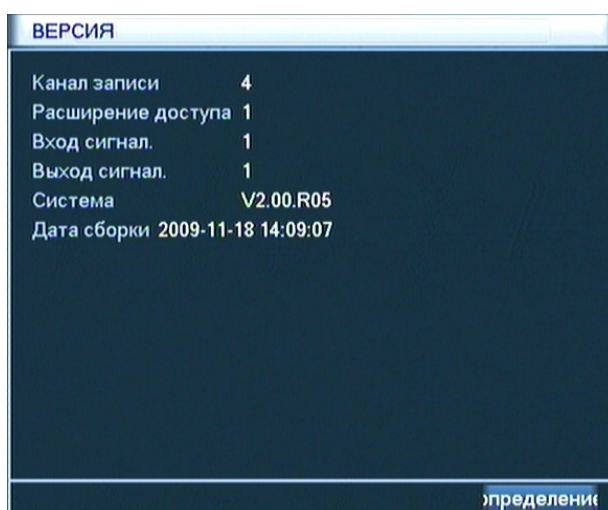 ВЕРСИЯ
Канал записи 4
Расширение доступа 1
Вход сигнал. 1
Выход сигнал. 1
Система V2.00.R05
Дата сборки 2009-11-18 14:09:07